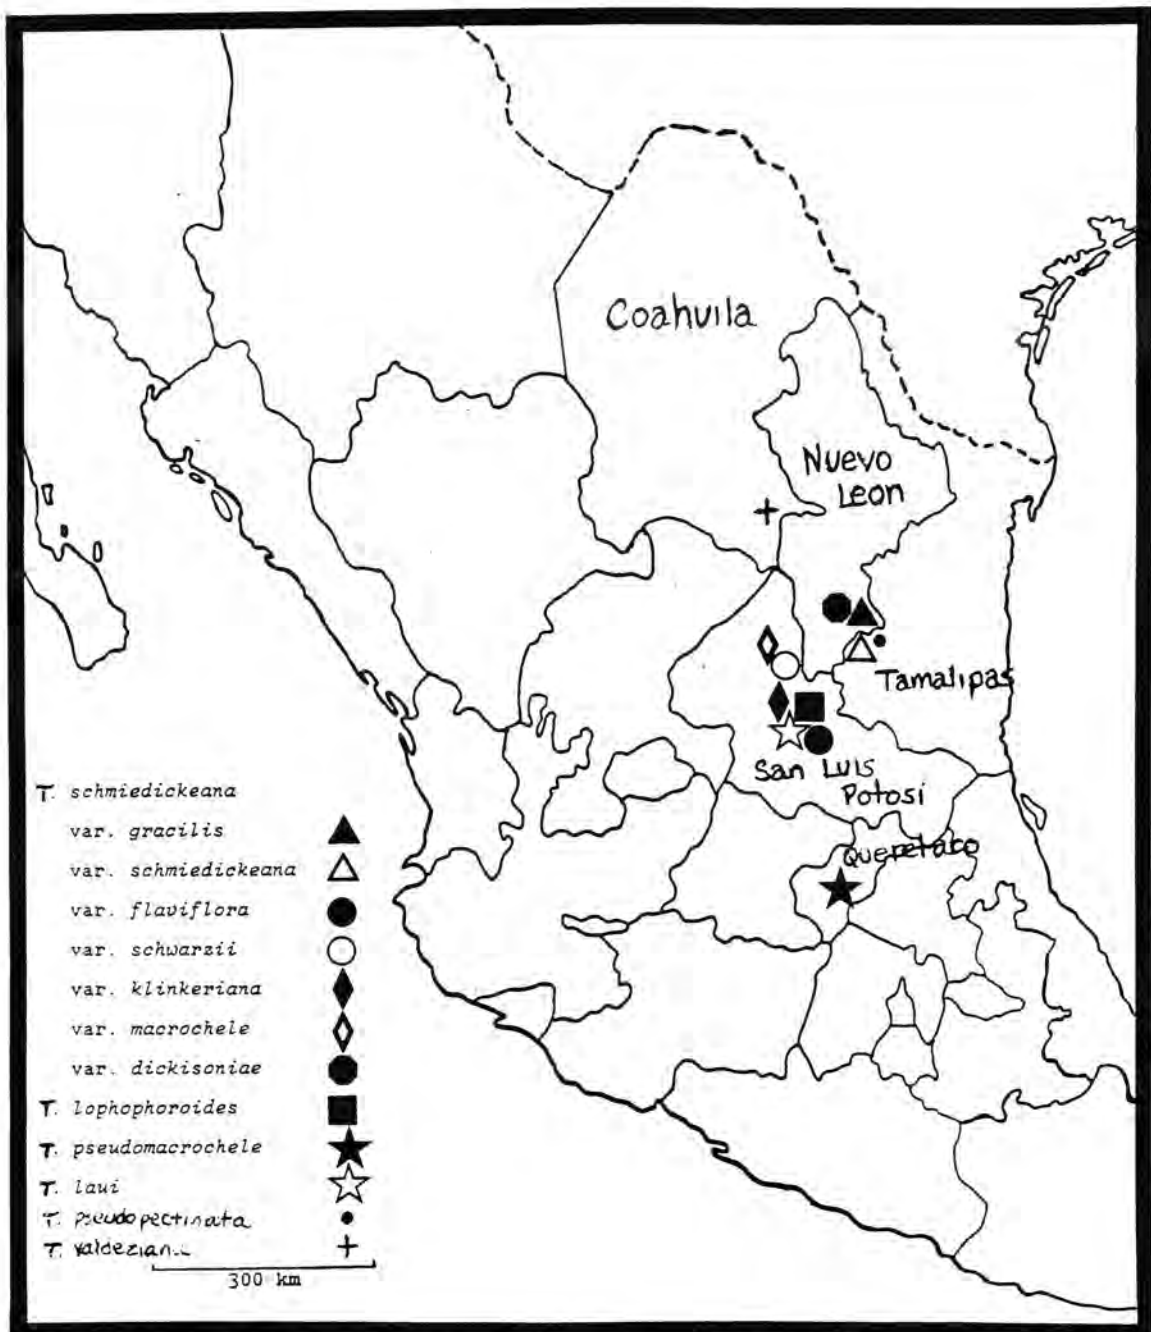 Coahuila
Nuevo
Leon
Tamalipas
San Luis
Potosi
Queretaro
T. schmiedickeana
var. gracilis
var. schmiedickeana
var. flaviflora
var. schwarzii
var. klinkeriana
var. macrochele
var. dickisoniae
T. lophophoroides
T. pseudomacrochele
T. laui
T. pseudopectinata
T. valdeziana
300 km